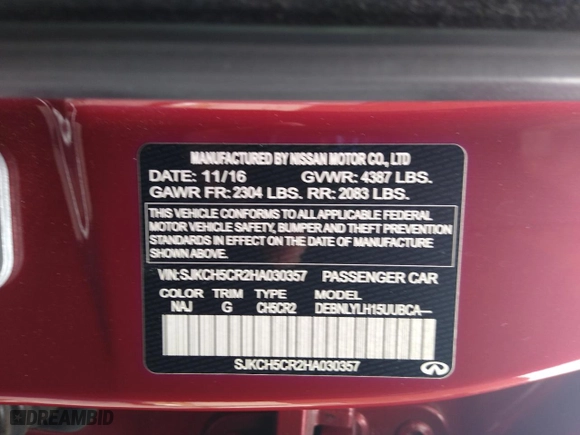 MANUFACTURED BY NISSAN MOTOR CO., LTD
DATE: 11/16 GVWR: 4387 LBS.
GAWR FR: 2304 LBS. RR: 2083 LBS.
THIS VEHICLE CONFORMS TO ALL APPLICABLE FEDERAL
MOTOR VEHICLE SAFETY, BUMPER AND THEFT PREVENTION
STANDARDS IN EFFECT ON THE DATE OF MANUFACTURE
SHOWN ABOVE.
VIN:SJKCH5CR2HA030357 PASSENGER CAR
COLOR TRIM TYPE MODEL
NAJ G CH5CR2 DEBNLYLH15UUBCA—
SJKCH5CR2HA030357
DREAMBID